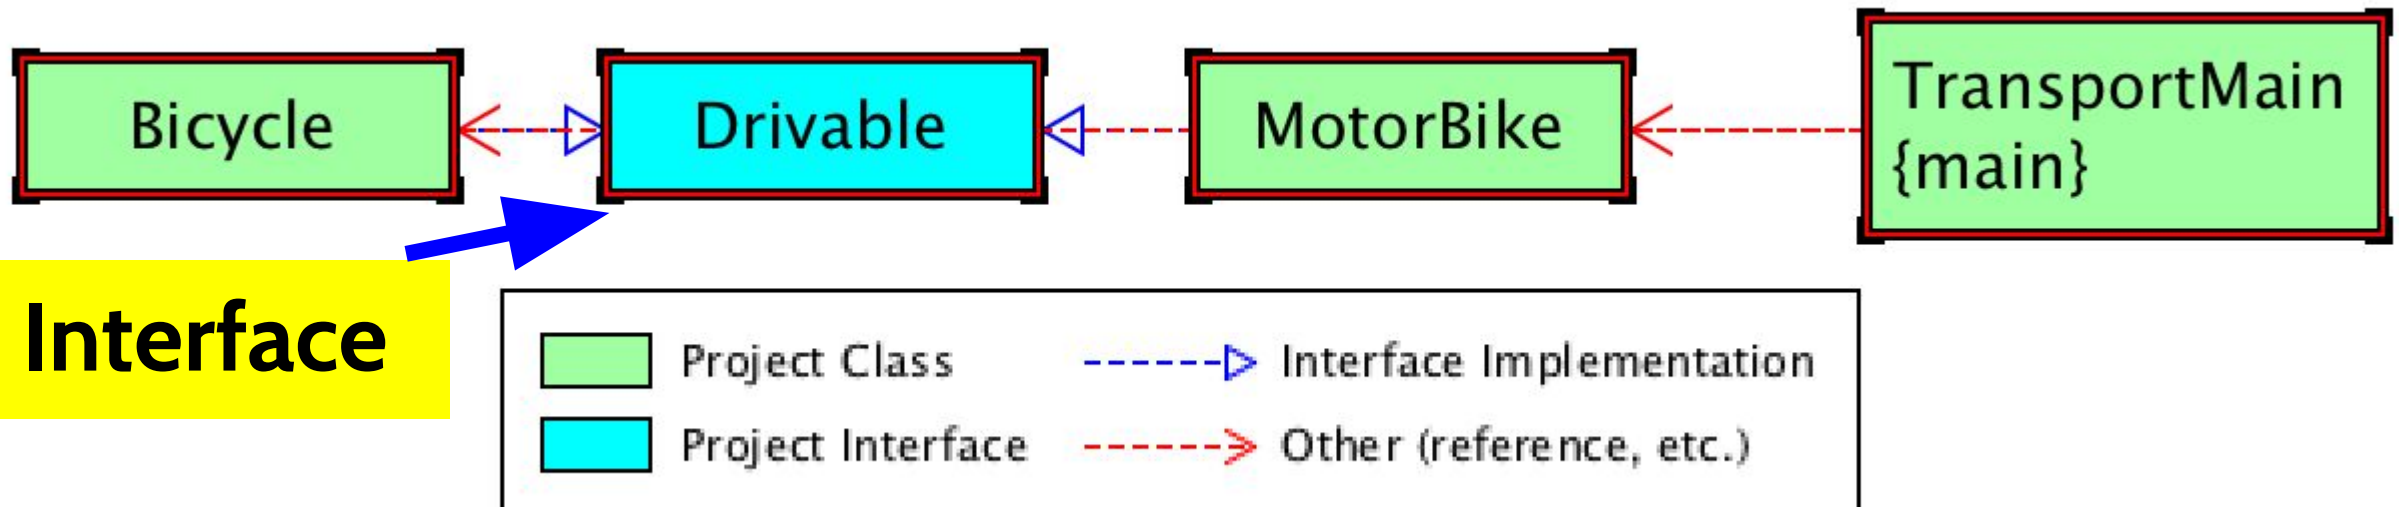 Bicycle
Drivable
MotorBike
TransportMain
{main}
Interface
Project Class
Interface Implementation
Project Interface
Other (reference, etc.)